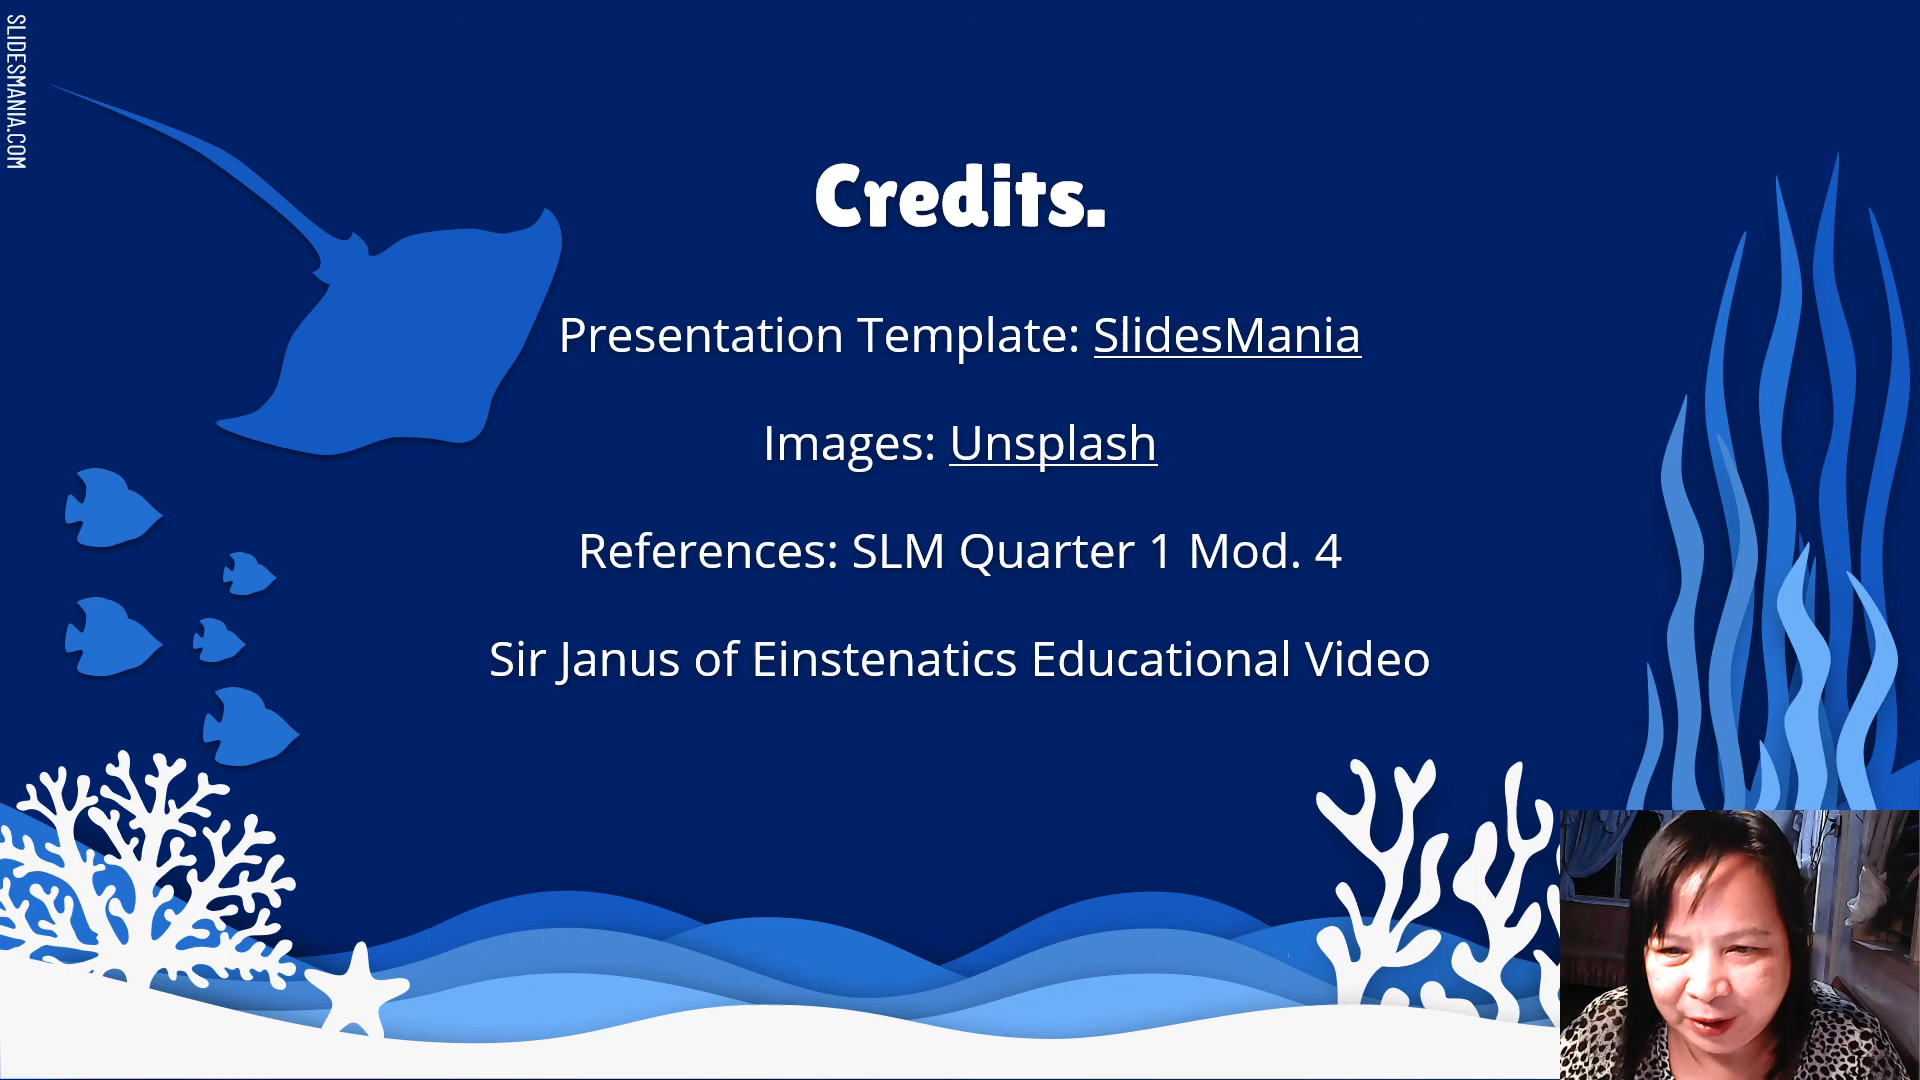 SLIDESMANIA.COM
Credits.
Presentation Template: SlidesMania
Images: Unsplash
References: SLM Quarter 1 Mod. 4
Sir Janus of Einstenatics Educational Video